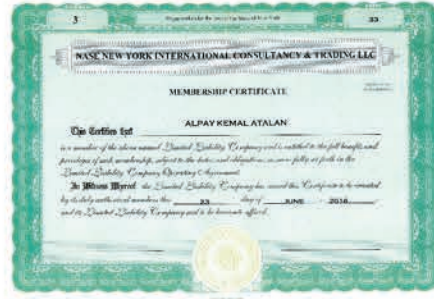 3
33
NASC NEW YORK INTERNATIONAL CONSULTANCY & TRADING LLC
MEMBERSHIP CERTIFICATE
ALPAY KEMAL ATALAN
This Certifies that
is a member of the above named Limited Liability Company and is entitled to the full benefits and
privileges of such membership, subject to the duties and obligations, as more fully set forth in the
Limited Liability Company Operating Agreement.
In Witness Whereof, the Limited Liability Company has caused this Certificate to be executed
by its duly authorized members this 23 day of JUNE 2016
and its Limited Liability Company seal to be hereunto affixed.